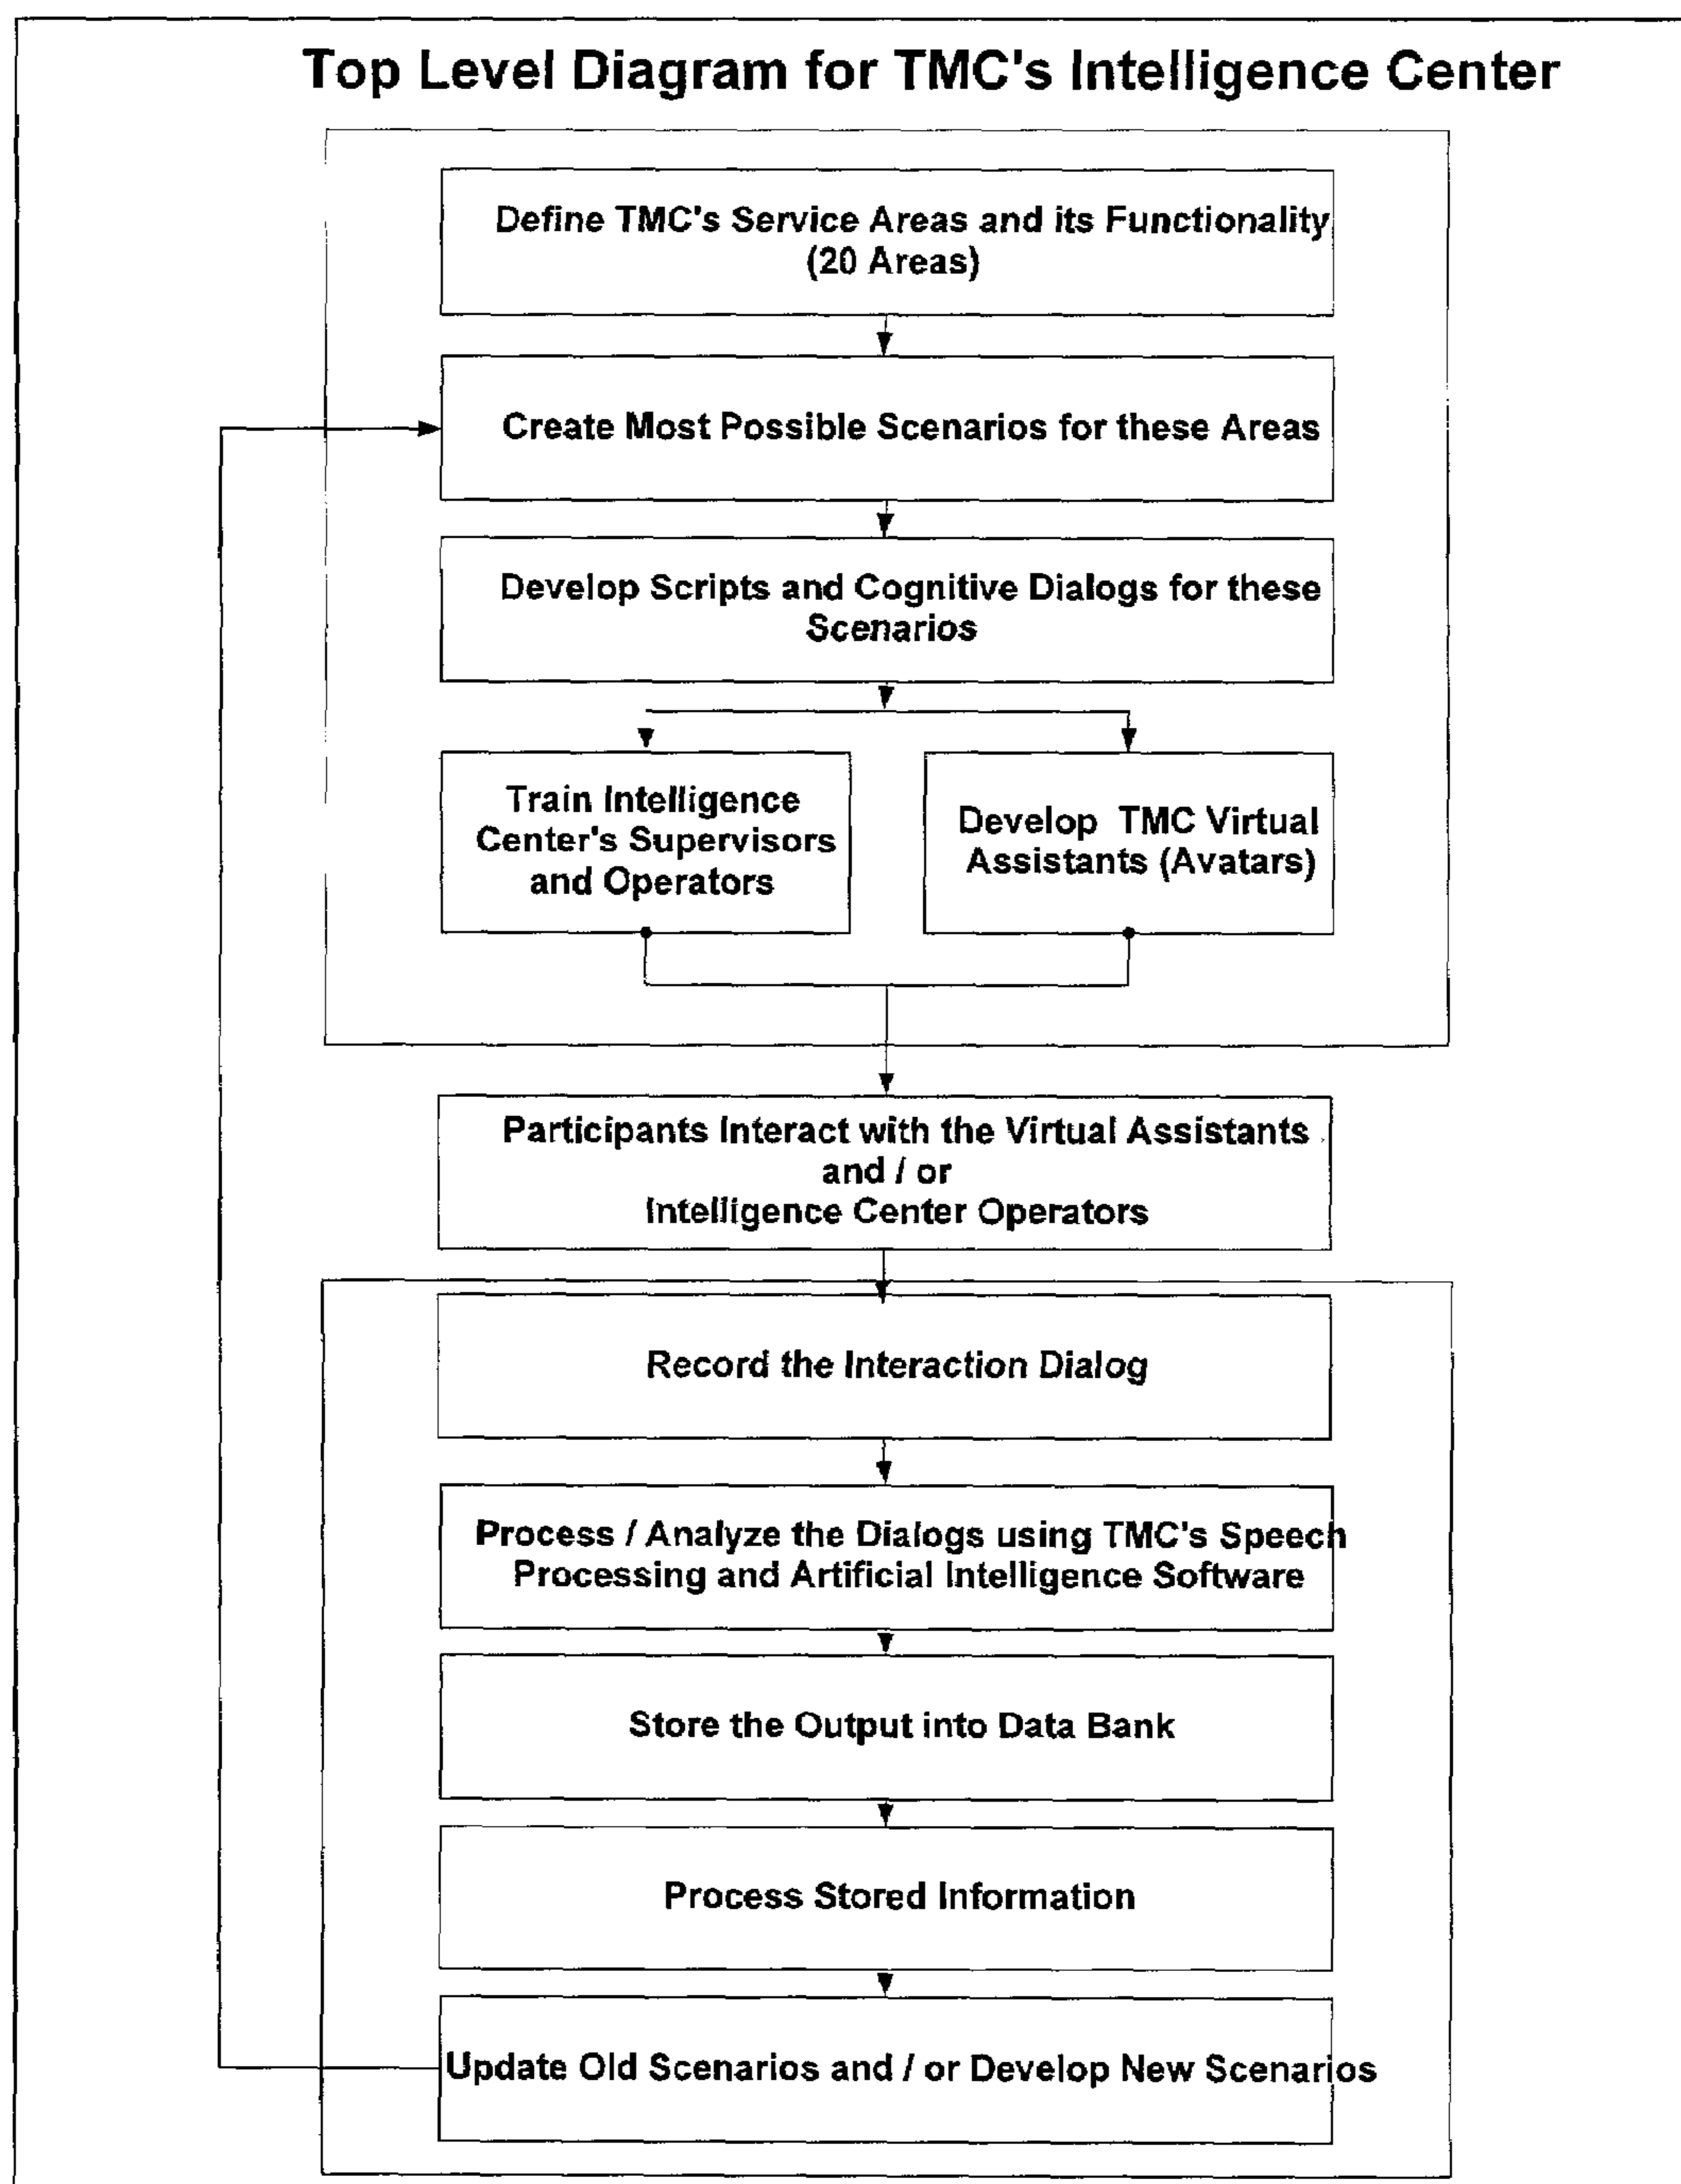 Top Level Diagram for TMC's Intelligence Center
Define TMC's Service Areas and its Functionality
(20 Areas)
Create Most Possible Scenarios for these Areas
Develop Scripts and Cognitive Dialogs for these
Scenarios
Train Intelligence
Center's Supervisors
and Operators
Develop TMC Virtual
Assistants (Avatars)
Participants Interact with the Virtual Assistants
and / or
Intelligence Center Operators
Record the Interaction Dialog
Process / Analyze the Dialogs using TMC's Speech
Processing and Artificial Intelligence Software
Store the Output into Data Bank
Process Stored Information
Update Old Scenarios and / or Develop New Scenarios